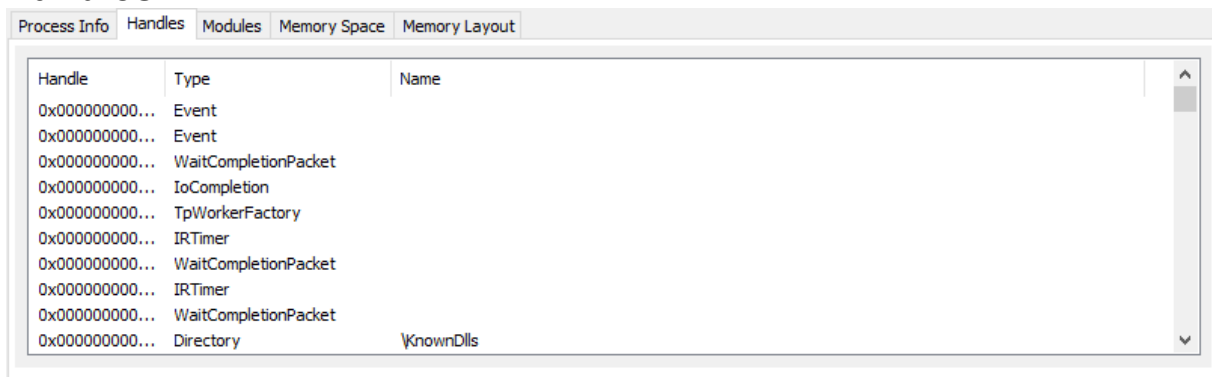 Process Info Handles Modules Memory Space Memory Layout
Handle Type Name
0x000000000... Event
0x000000000... Event
0x000000000... WaitCompletionPacket
0x000000000... IoCompletion
0x000000000... TpWorkerFactory
0x000000000... IRTimer
0x000000000... WaitCompletionPacket
0x000000000... IRTimer
0x000000000... WaitCompletionPacket
0x000000000... Directory \KnownDlls